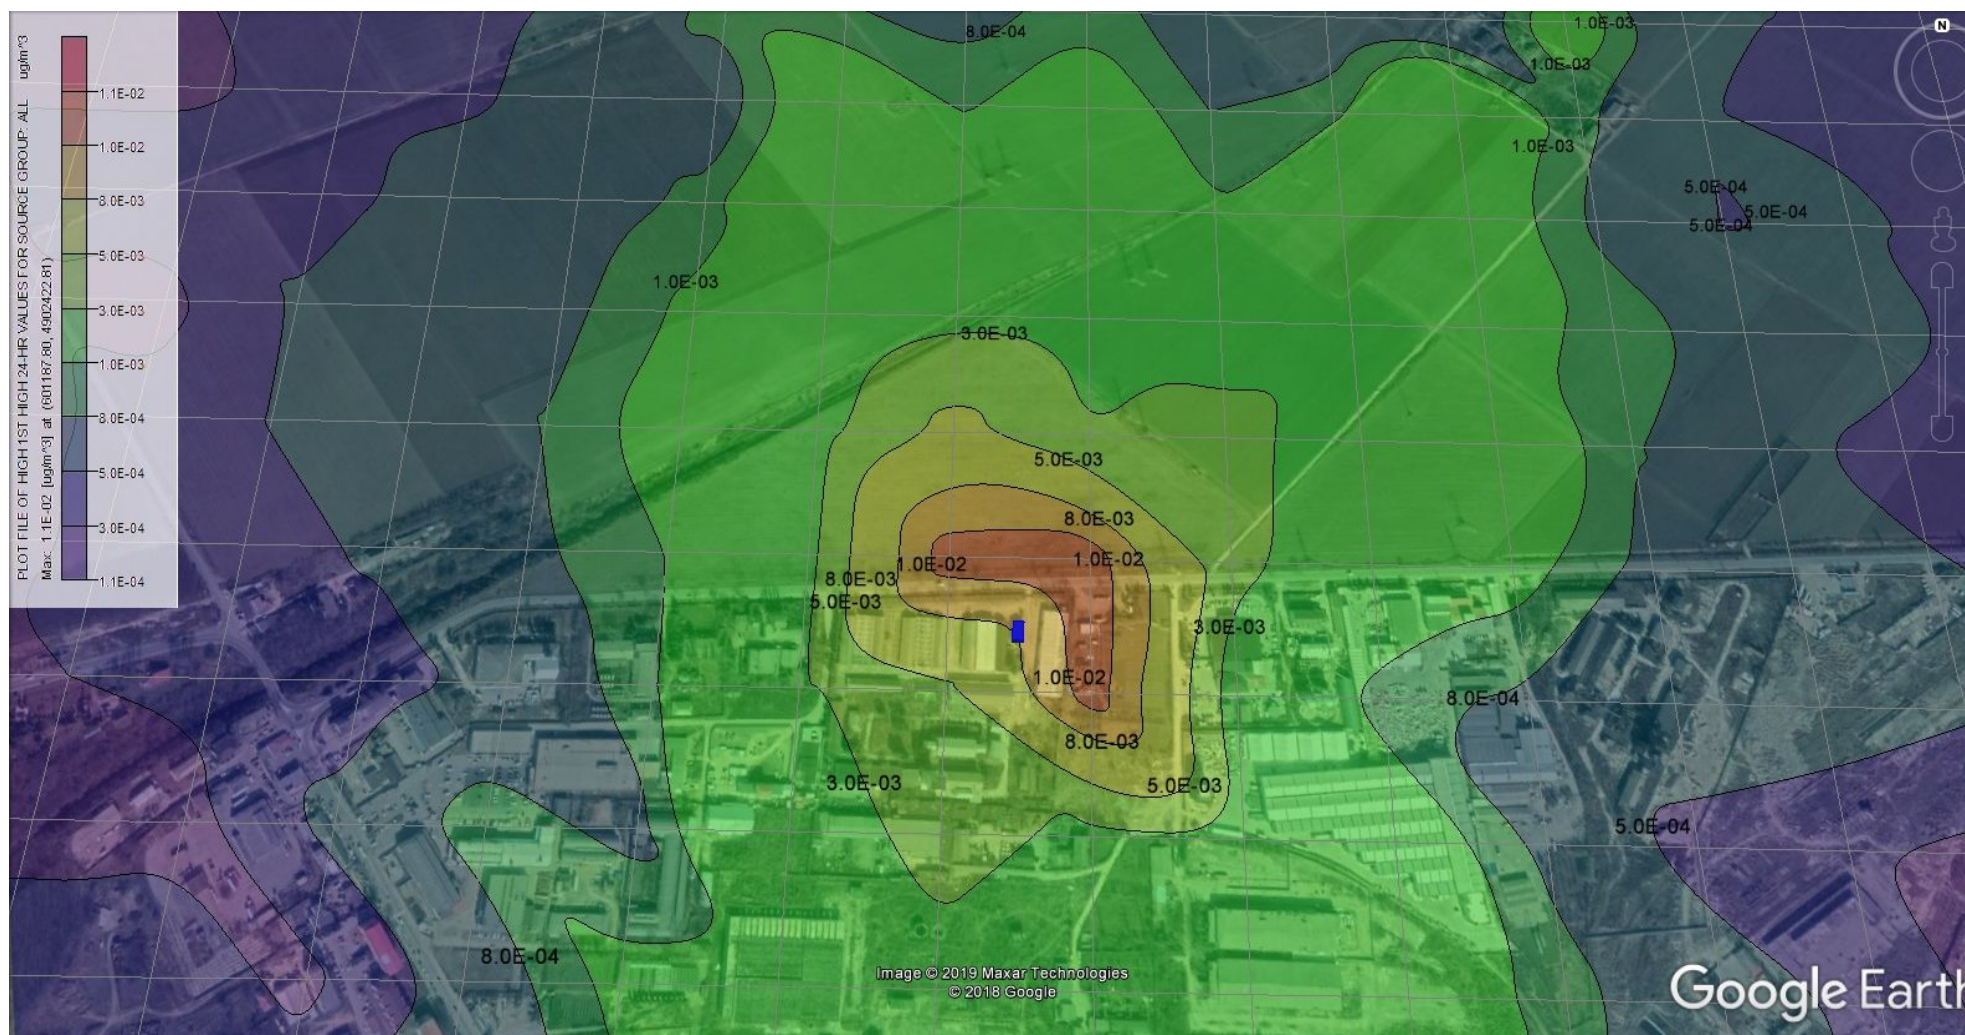 PLOT FILE OF HIGH 1ST HIGH 24-HR VALUES FOR SOURCE GROUP: ALL ug/m^3
Max: 1.1E-02 [ug/m^3] at (601187.80, 4902422.81)
1.1E-02
1.0E-02
8.0E-03
5.0E-03
3.0E-03
1.0E-03
8.0E-04
5.0E-04
3.0E-04
1.1E-04
N
1.0E-03
8.0E-04
1.0E-03
1.0E-03
5.0E-04
5.0E-04
5.0E-04
1.0E-03
3.0E-03
5.0E-03
8.0E-03
1.0E-02
1.0E-02
8.0E-03
5.0E-03
3.0E-03
1.0E-02
8.0E-04
8.0E-03
3.0E-03
5.0E-03
5.0E-04
8.0E-04
Image © 2019 Maxar Technologies
© 2018 Google
Google Earth